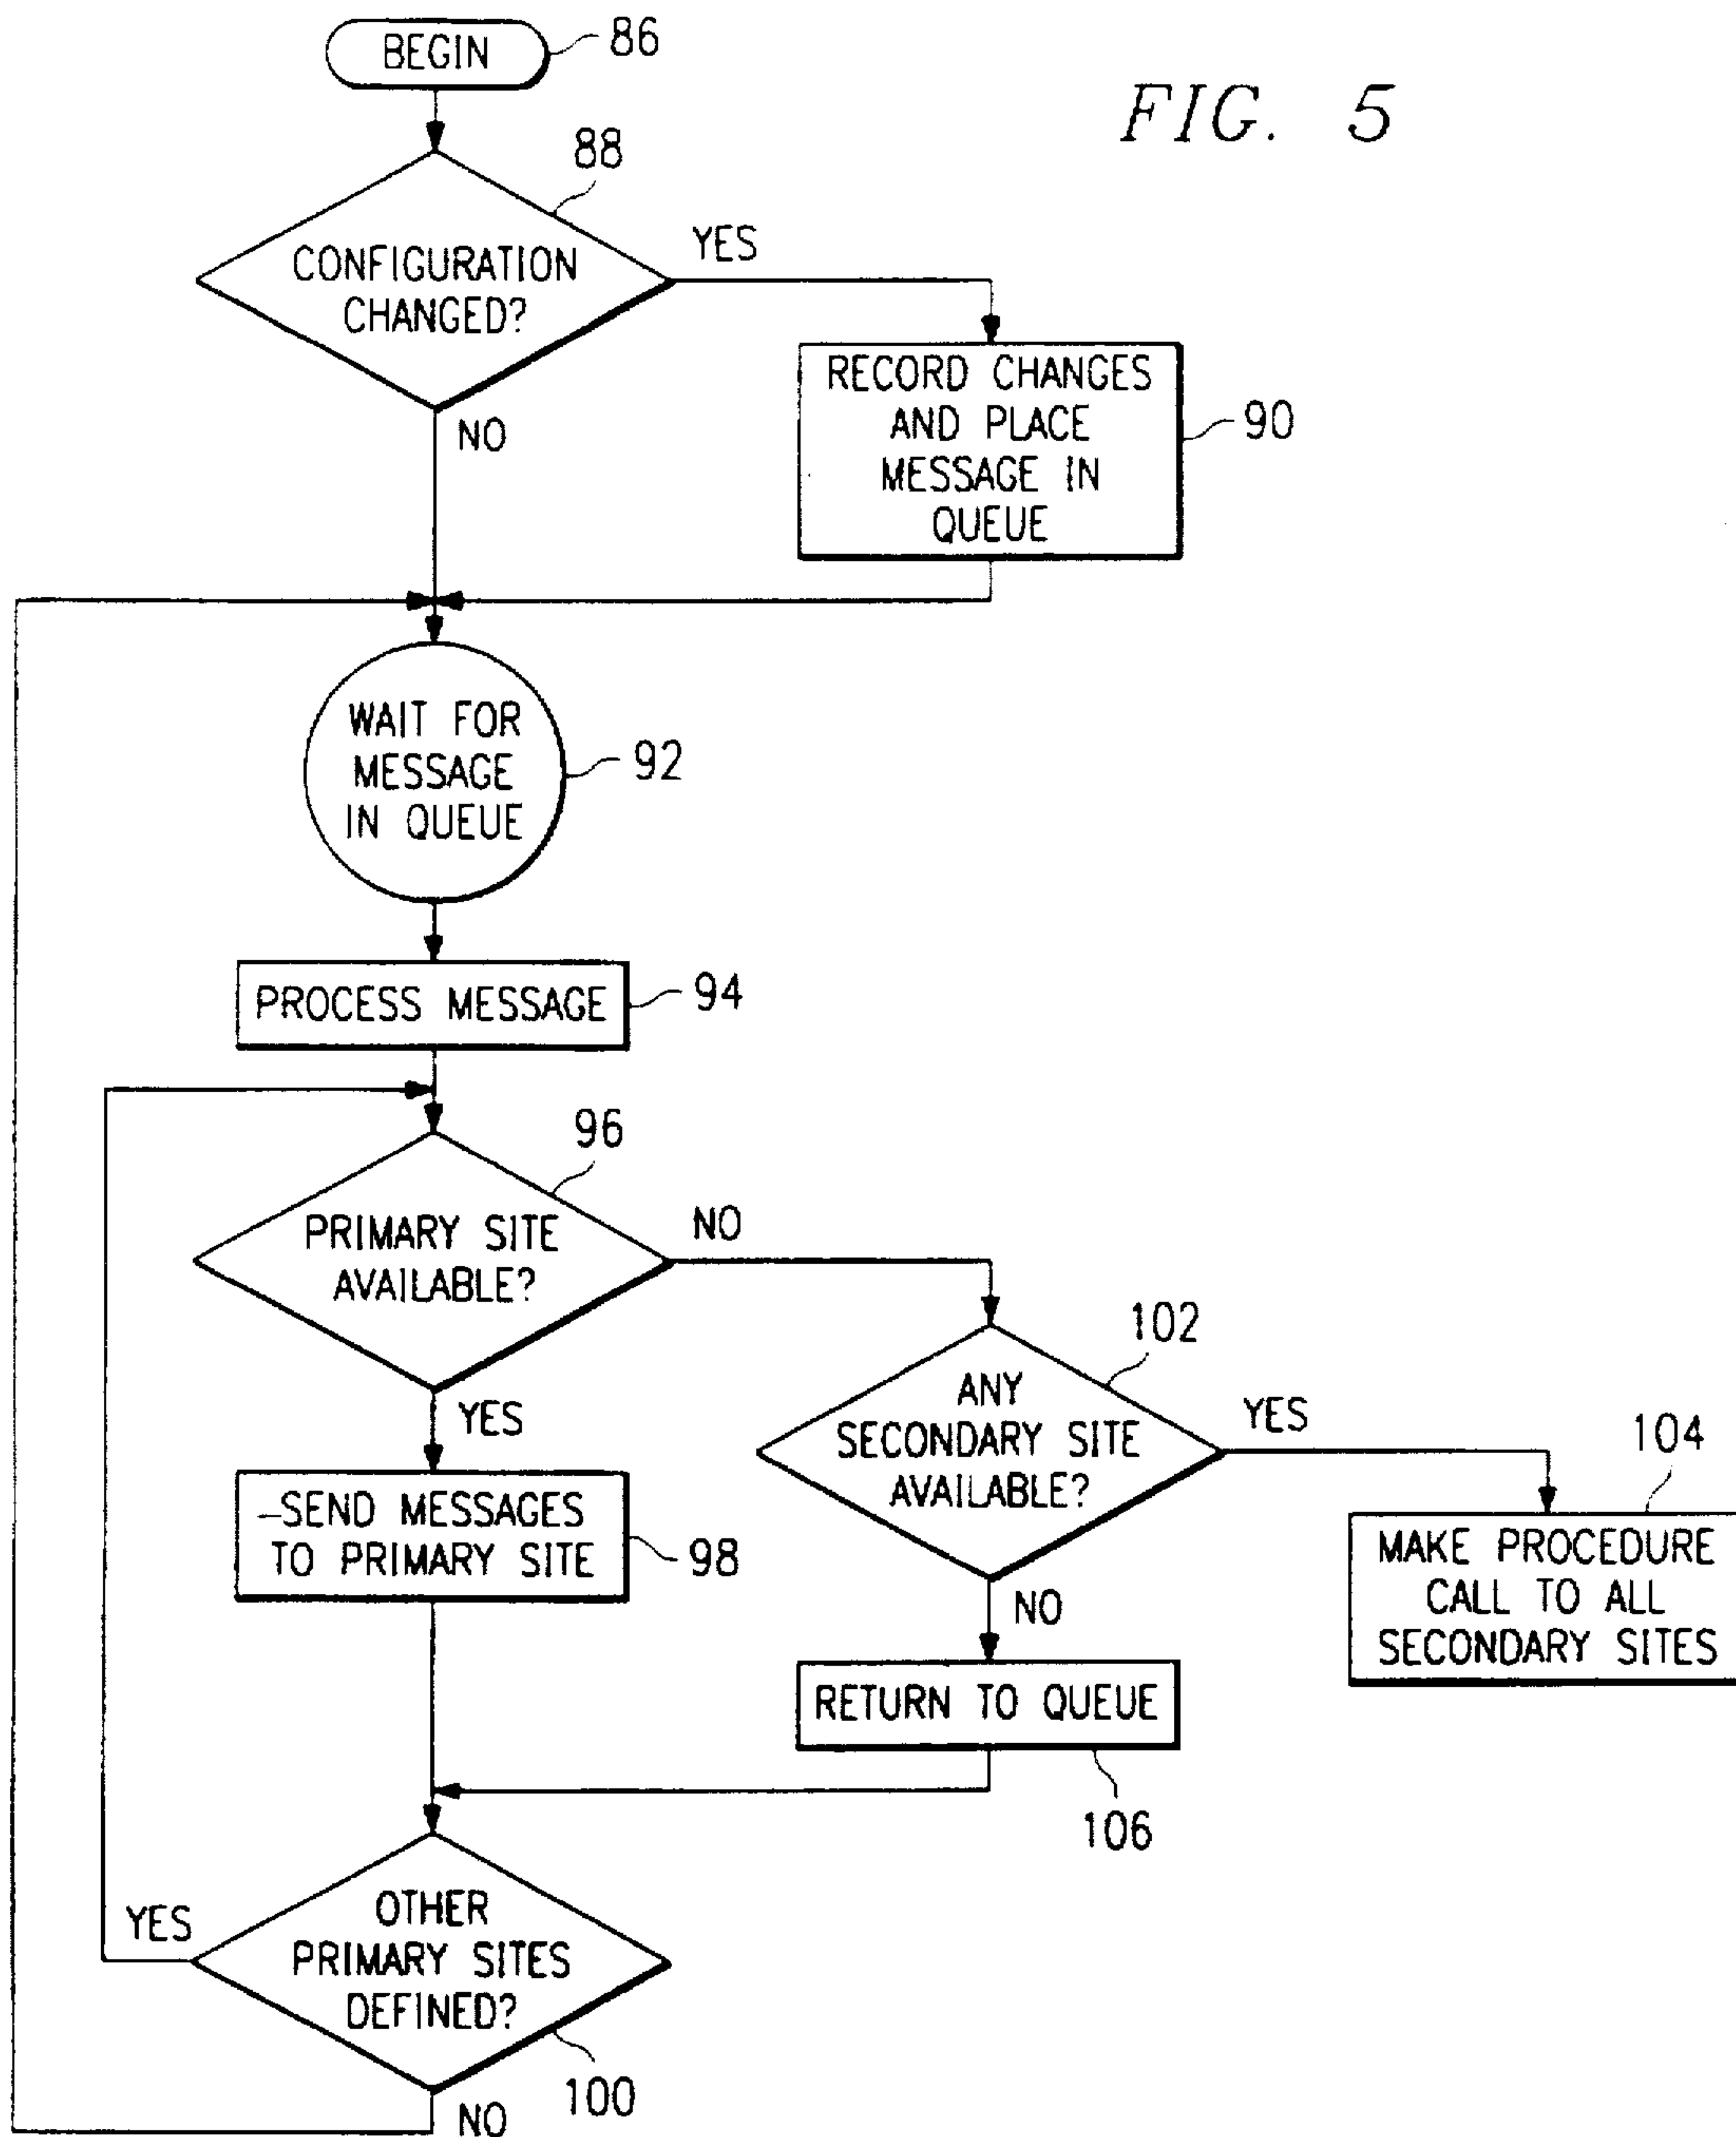 BEGIN
86
FIG. 5
88
CONFIGURATION
CHANGED?
YES
NO
RECORD CHANGES
AND PLACE
MESSAGE IN
QUEUE
90
WAIT FOR
MESSAGE
IN QUEUE
92
PROCESS MESSAGE
94
96
PRIMARY SITE
AVAILABLE?
NO
YES
102
ANY
SECONDARY SITE
AVAILABLE?
YES
NO
104
MAKE PROCEDURE
CALL TO ALL
SECONDARY SITES
–SEND MESSAGES
TO PRIMARY SITE
98
RETURN TO QUEUE
106
OTHER
PRIMARY SITES
DEFINED?
YES
100
NO